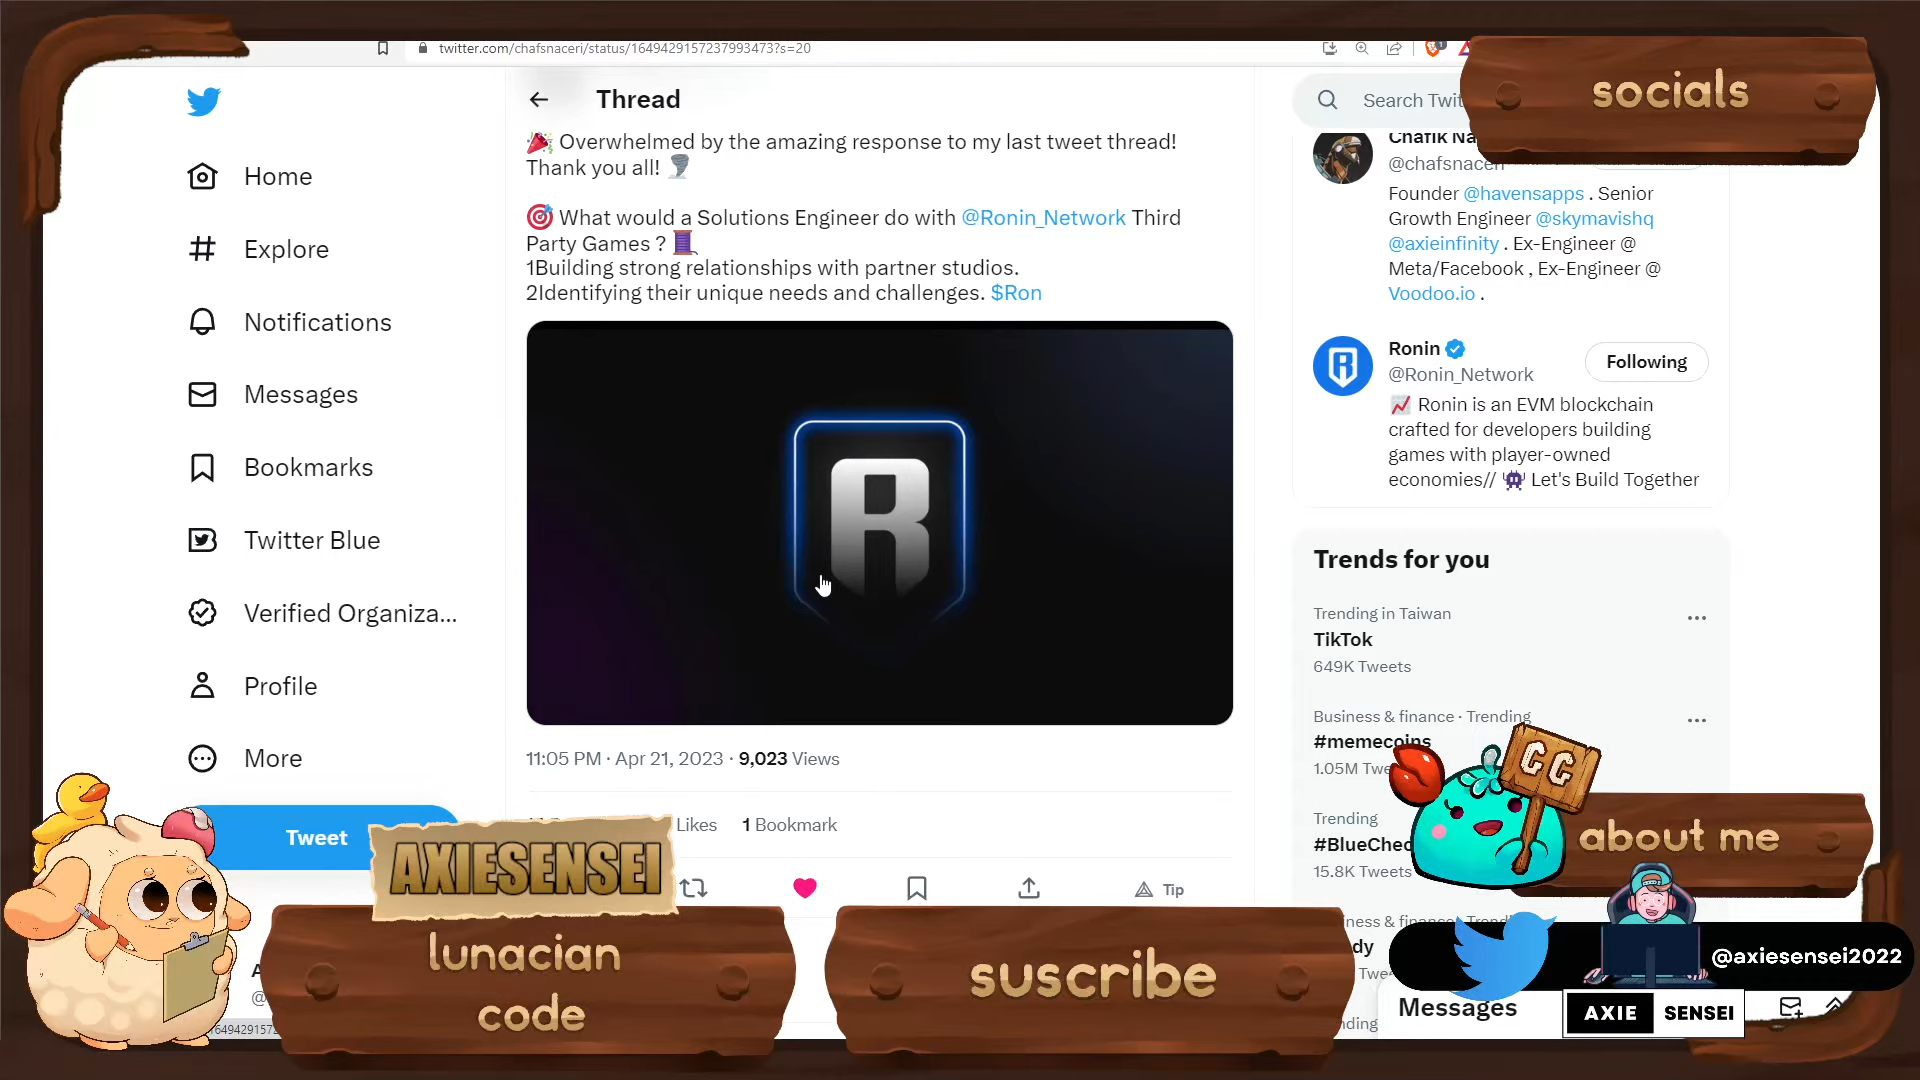 twitter.com/chafsnaceri/status/1649429157237993473?s=20
socials
Home
Explore
Notifications
Messages
Bookmarks
Twitter Blue
Verified Organiza...
Profile
More
Tweet
Thread
Overwhelmed by the amazing response to my last tweet thread!
Thank you all!
What would a Solutions Engineer do with @Ronin_Network Third
Party Games ?
1Building strong relationships with partner studios.
2Identifying their unique needs and challenges. $Ron
R
11:05 PM · Apr 21, 2023 · 9,023 Views
Likes 1 Bookmark
Tip
Search Twit
Chafik Na
@chafsnaceri
Founder @havensapps . Senior
Growth Engineer @skymavishq
@axieinfinity . Ex-Engineer @
Meta/Facebook , Ex-Engineer @
Voodoo.io .
Ronin
@Ronin_Network
Following
Ronin is an EVM blockchain
crafted for developers building
games with player-owned
economies// Let's Build Together
Trends for you
Trending in Taiwan
TikTok
649K Tweets
Business & finance · Trending
#memecoins
1.05M Twe
Trending
#BlueChec
15.8K Tweets
CC
about me
@axiesensei2022
Messages
AXIE SENSEI
AXIESENSEI
lunacian
code
suscribe